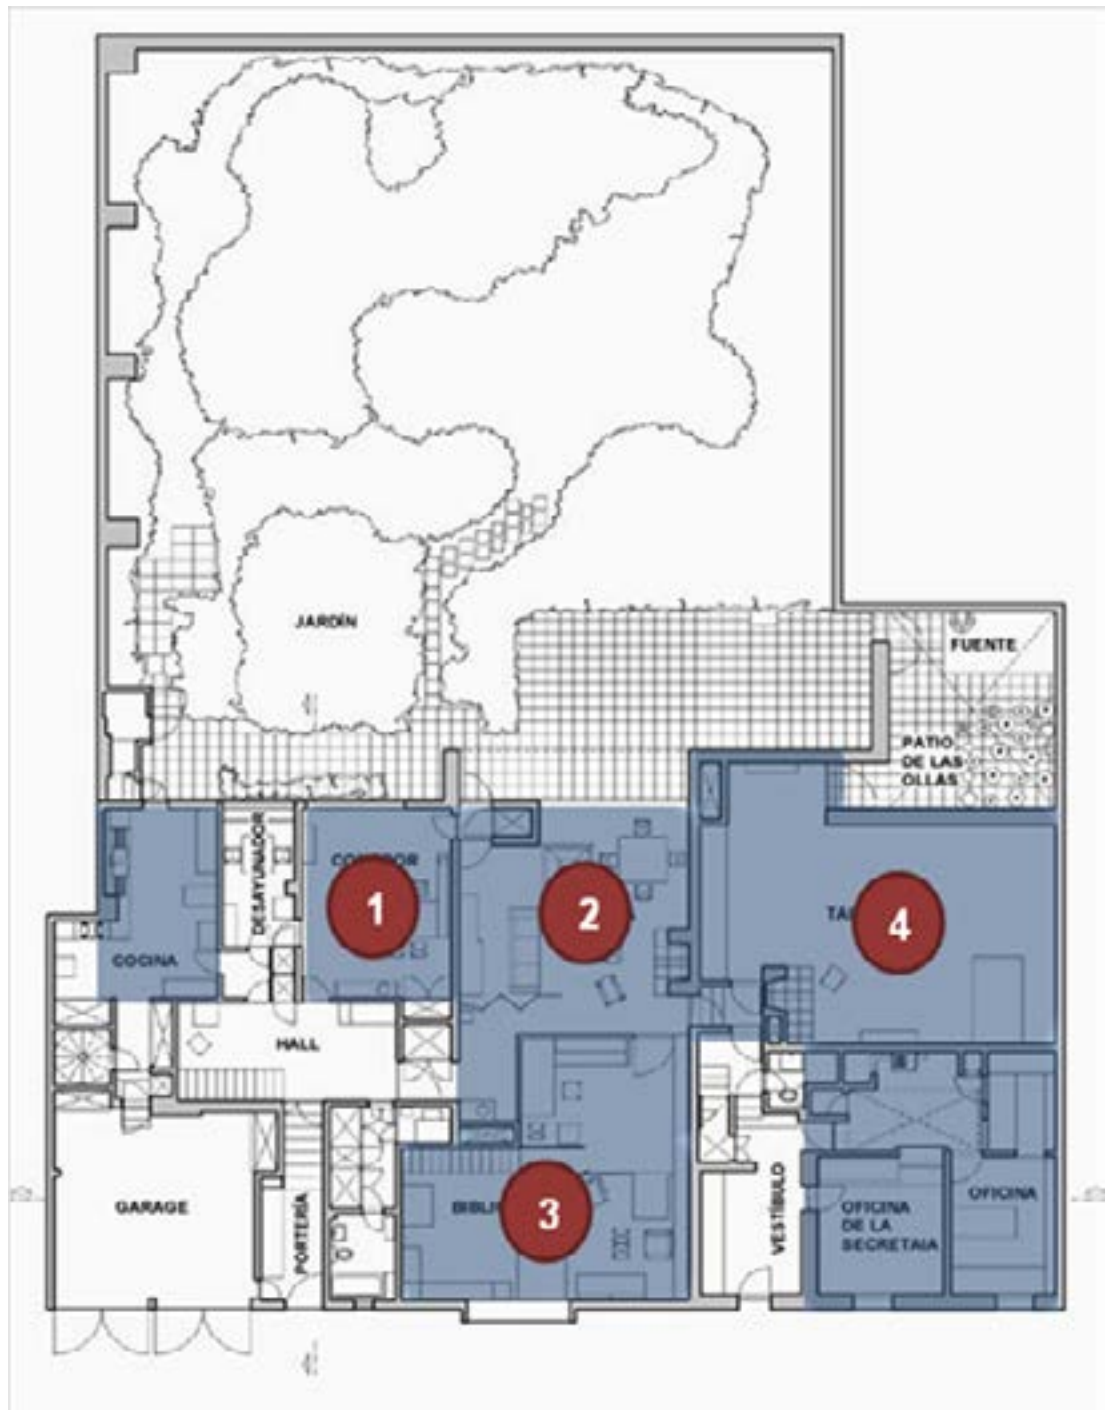 JARDÍN
FUENTE
PATIO
DE LAS
OLLAS
DESAYUNADOR
1
2
4
COCINA
HALL
3
GARAGE
PORTERÍA
VESTÍBULO
OFICINA
DE LA
SECRETAIA
OFICINA